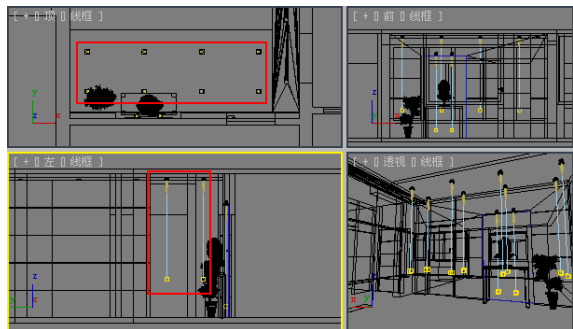 [ + ][ 顶 ][ 线框 ]
[ + ][ 前 ][ 线框 ]
y
x
z
x
[ + ][ 左 ][ 线框 ]
[ + ][ 透视 ][ 线框 ]
z
y
x
z
x
y